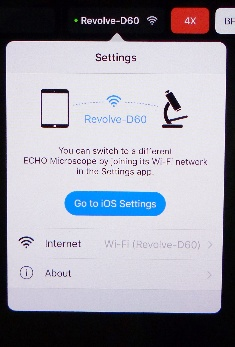 Revolve-D60
4X
Settings
Revolve-D60
You can switch to a different
ECHO Microscope by joining its Wi-Fi network
in the Settings app.
Go to iOS Settings
Internet
Wi-Fi (Revolve-D60)
About